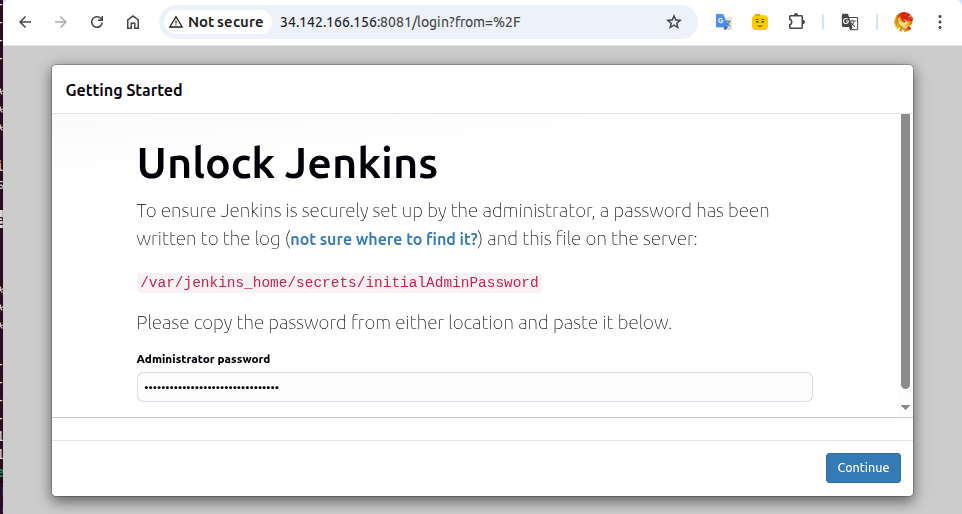 Not secure
34.142.166.156:8081/login?from=%2F
Getting Started
Unlock Jenkins
To ensure Jenkins is securely set up by the administrator, a password has been
written to the log (not sure where to find it?) and this file on the server:
/var/jenkins_home/secrets/initialAdminPassword
Please copy the password from either location and paste it below.
Administrator password
••••••••••••••••••••••••••••••••
Continue